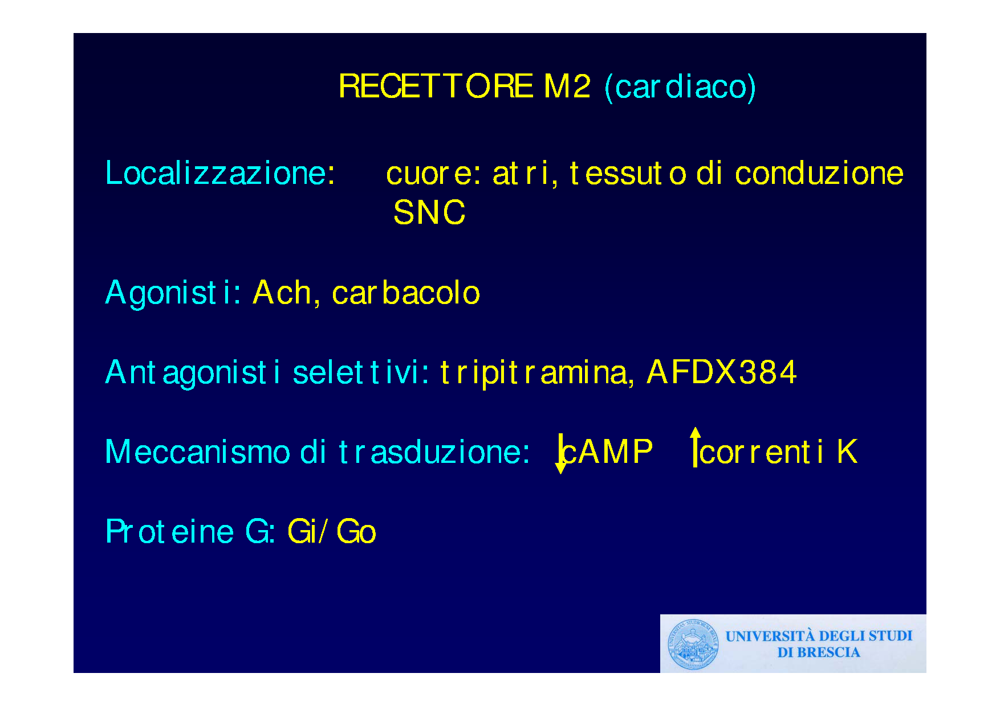 RECETTORE M2 (cardiaco)
Localizzazione: cuore: atri, tessuto di conduzione
SNC
Agonisti: Ach, carbacolo
Antagonisti selettivi: tripitramina, AFDX384
Meccanismo di trasduzione: ↓cAMP ↑correnti K
Proteine G: Gi/Go
UNIVERSITÀ DEGLI STUDI
DI BRESCIA